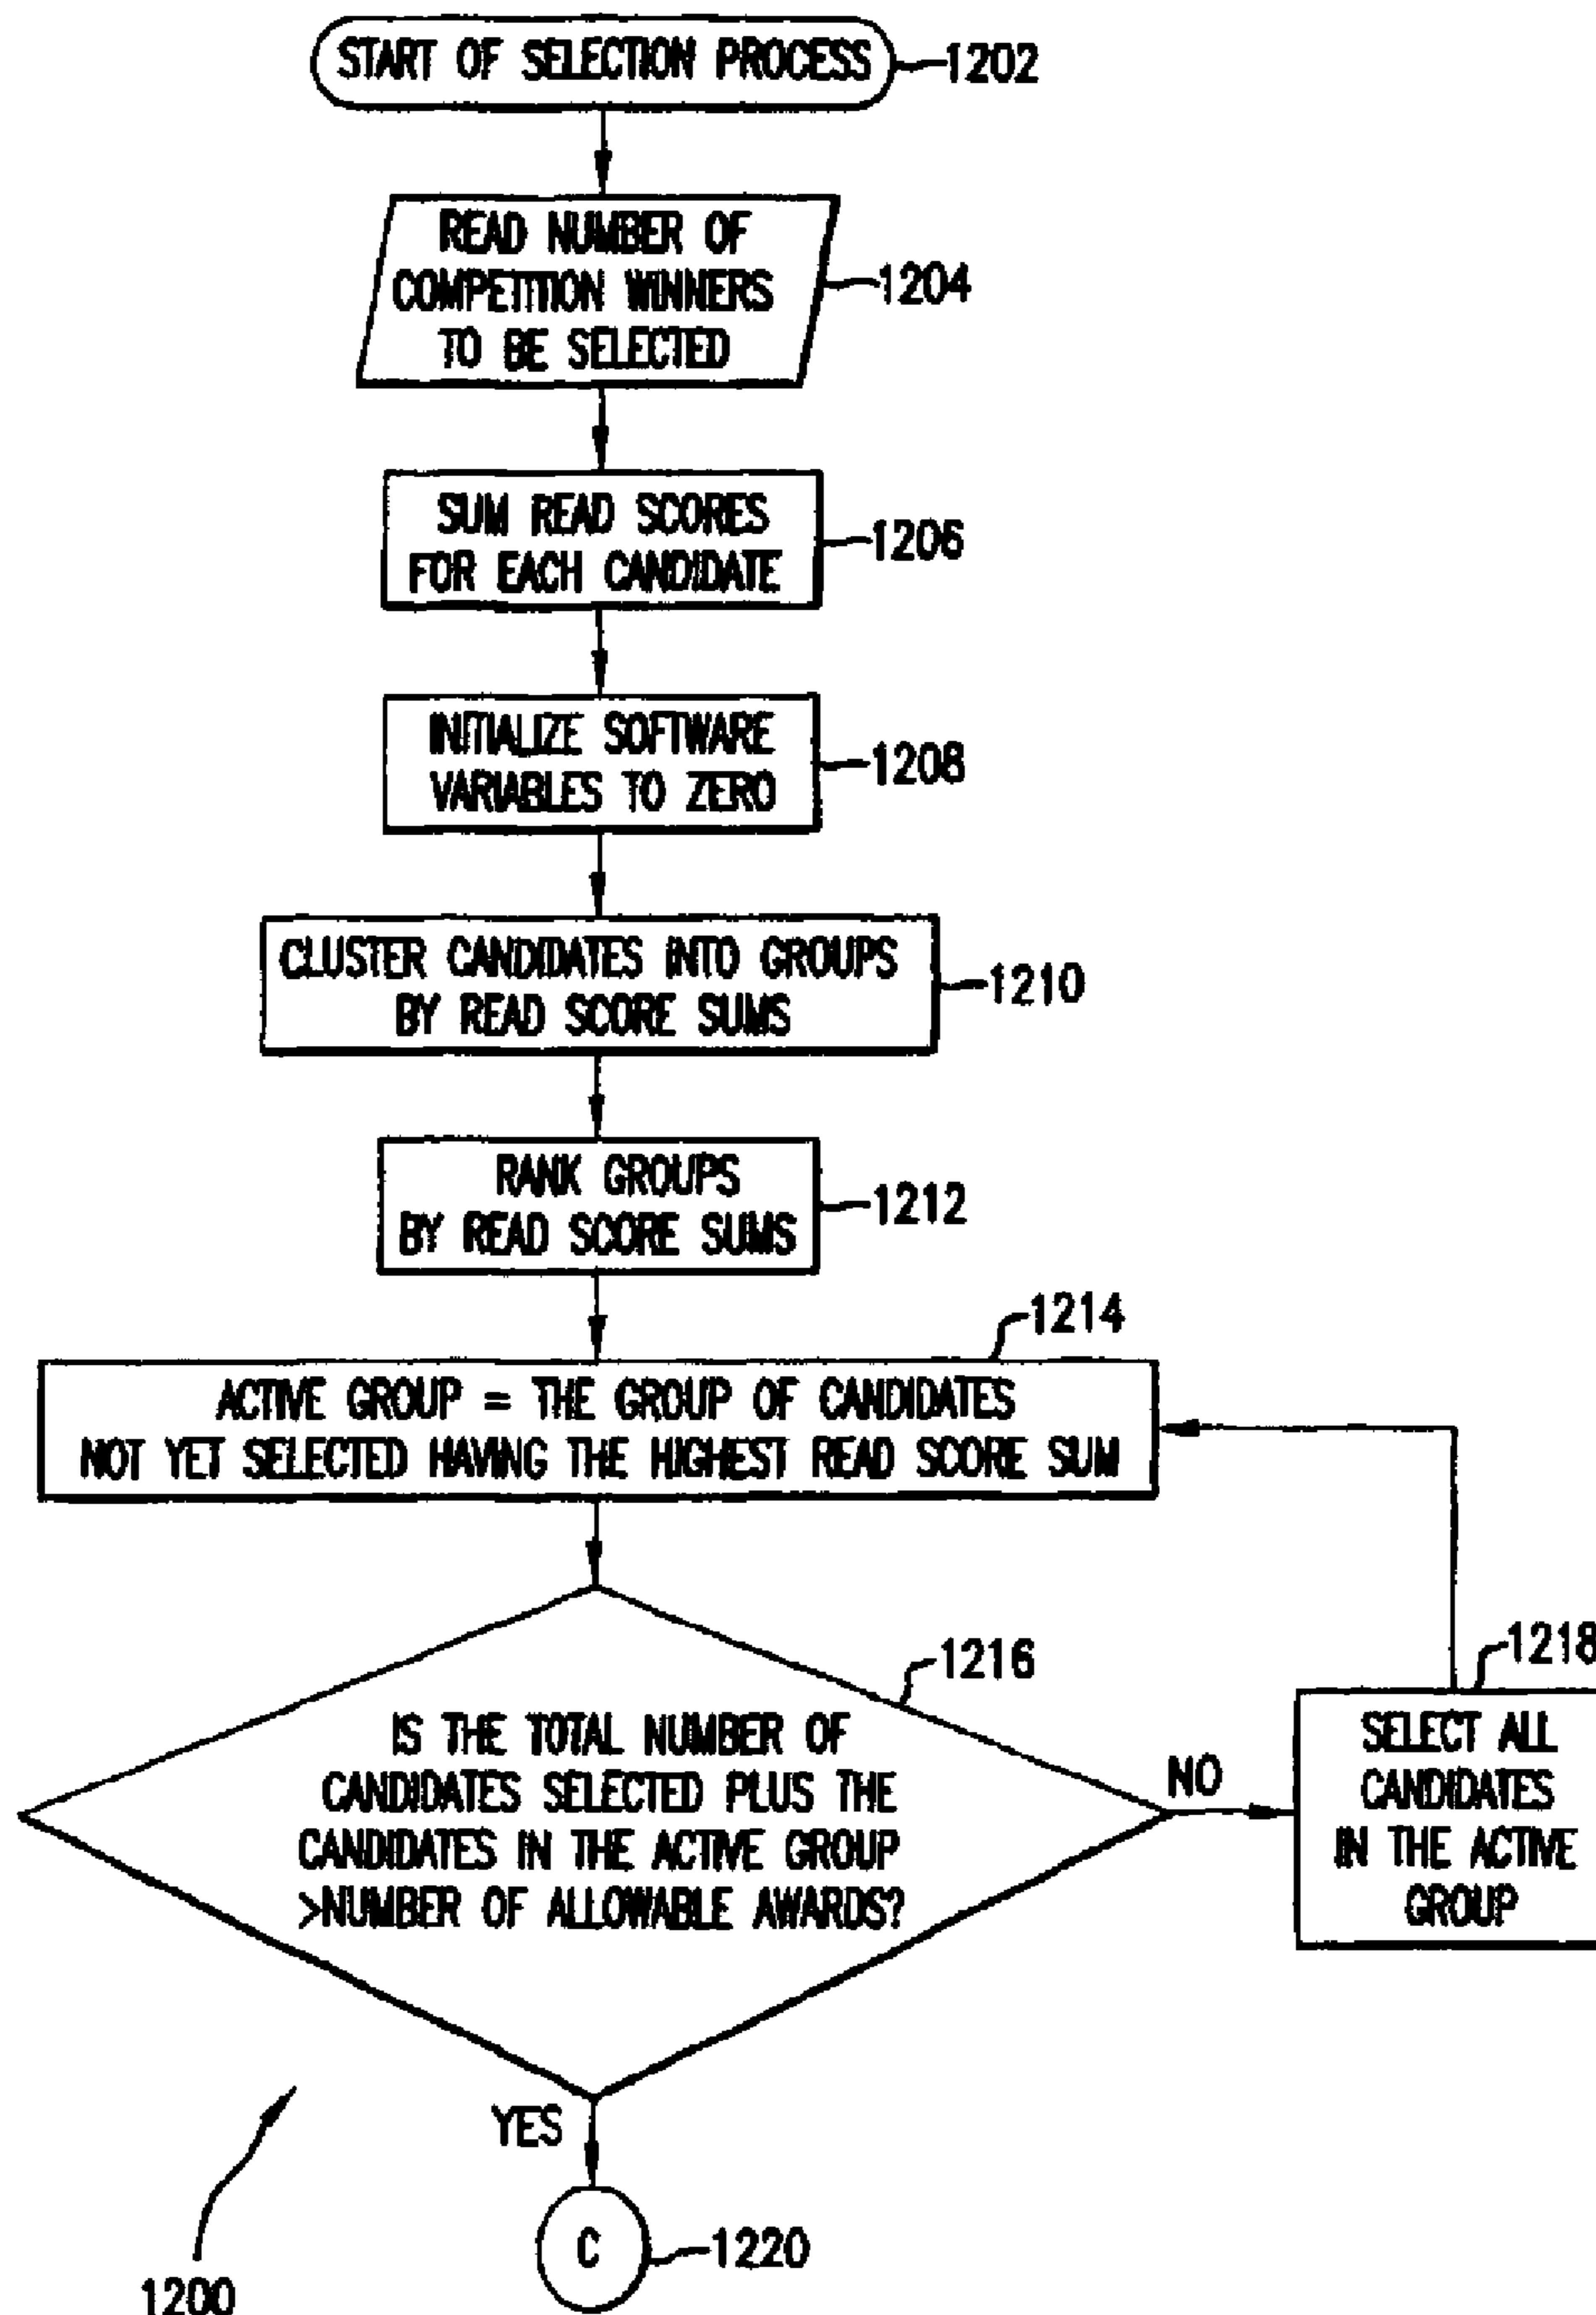 START OF SELECTION PROCESS
1202
READ NUMBER OF
COMPETITION WINNERS
TO BE SELECTED
1204
SUM READ SCORES
FOR EACH CANDIDATE
1206
INITIALIZE SOFTWARE
VARIABLES TO ZERO
1208
CLUSTER CANDIDATES INTO GROUPS
BY READ SCORE SUMS
1210
RANK GROUPS
BY READ SCORE SUMS
1212
1214
ACTIVE GROUP = THE GROUP OF CANDIDATES
NOT YET SELECTED HAVING THE HIGHEST READ SCORE SUM
1216
IS THE TOTAL NUMBER OF
CANDIDATES SELECTED PLUS THE
CANDIDATES IN THE ACTIVE GROUP
>NUMBER OF ALLOWABLE AWARDS?
NO
1218
SELECT ALL
CANDIDATES
IN THE ACTIVE
GROUP
YES
C
1220
1200